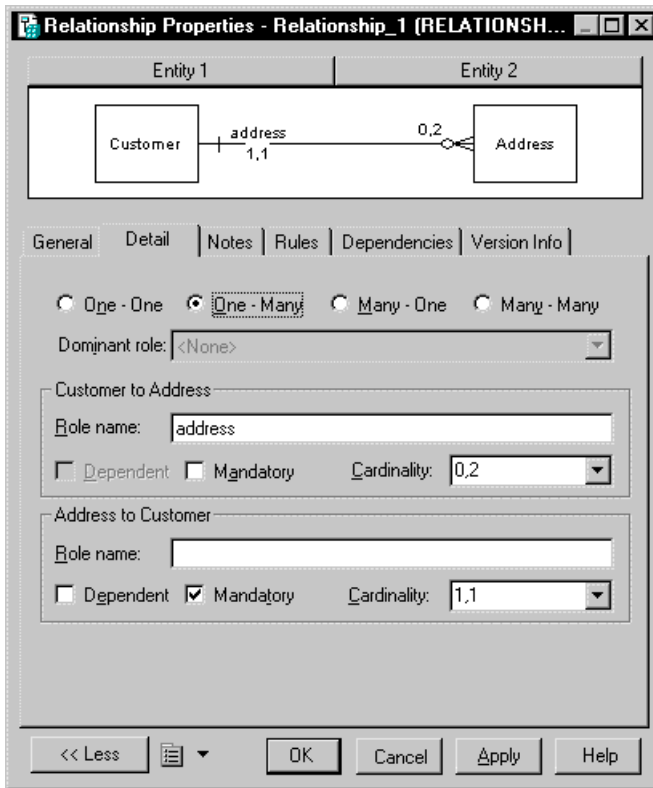 Relationship Properties - Relationship_1 (RELATIONSH...
Entity 1 Entity 2
Customer address 1,1 0,2 Address
General Detail Notes Rules Dependencies Version Info
One - One One - Many Many - One Many - Many
Dominant role: <None>
Customer to Address
Role name: address
Dependent Mandatory Cardinality: 0,2
Address to Customer
Role name:
Dependent Mandatory Cardinality: 1,1
<< Less OK Cancel Apply Help